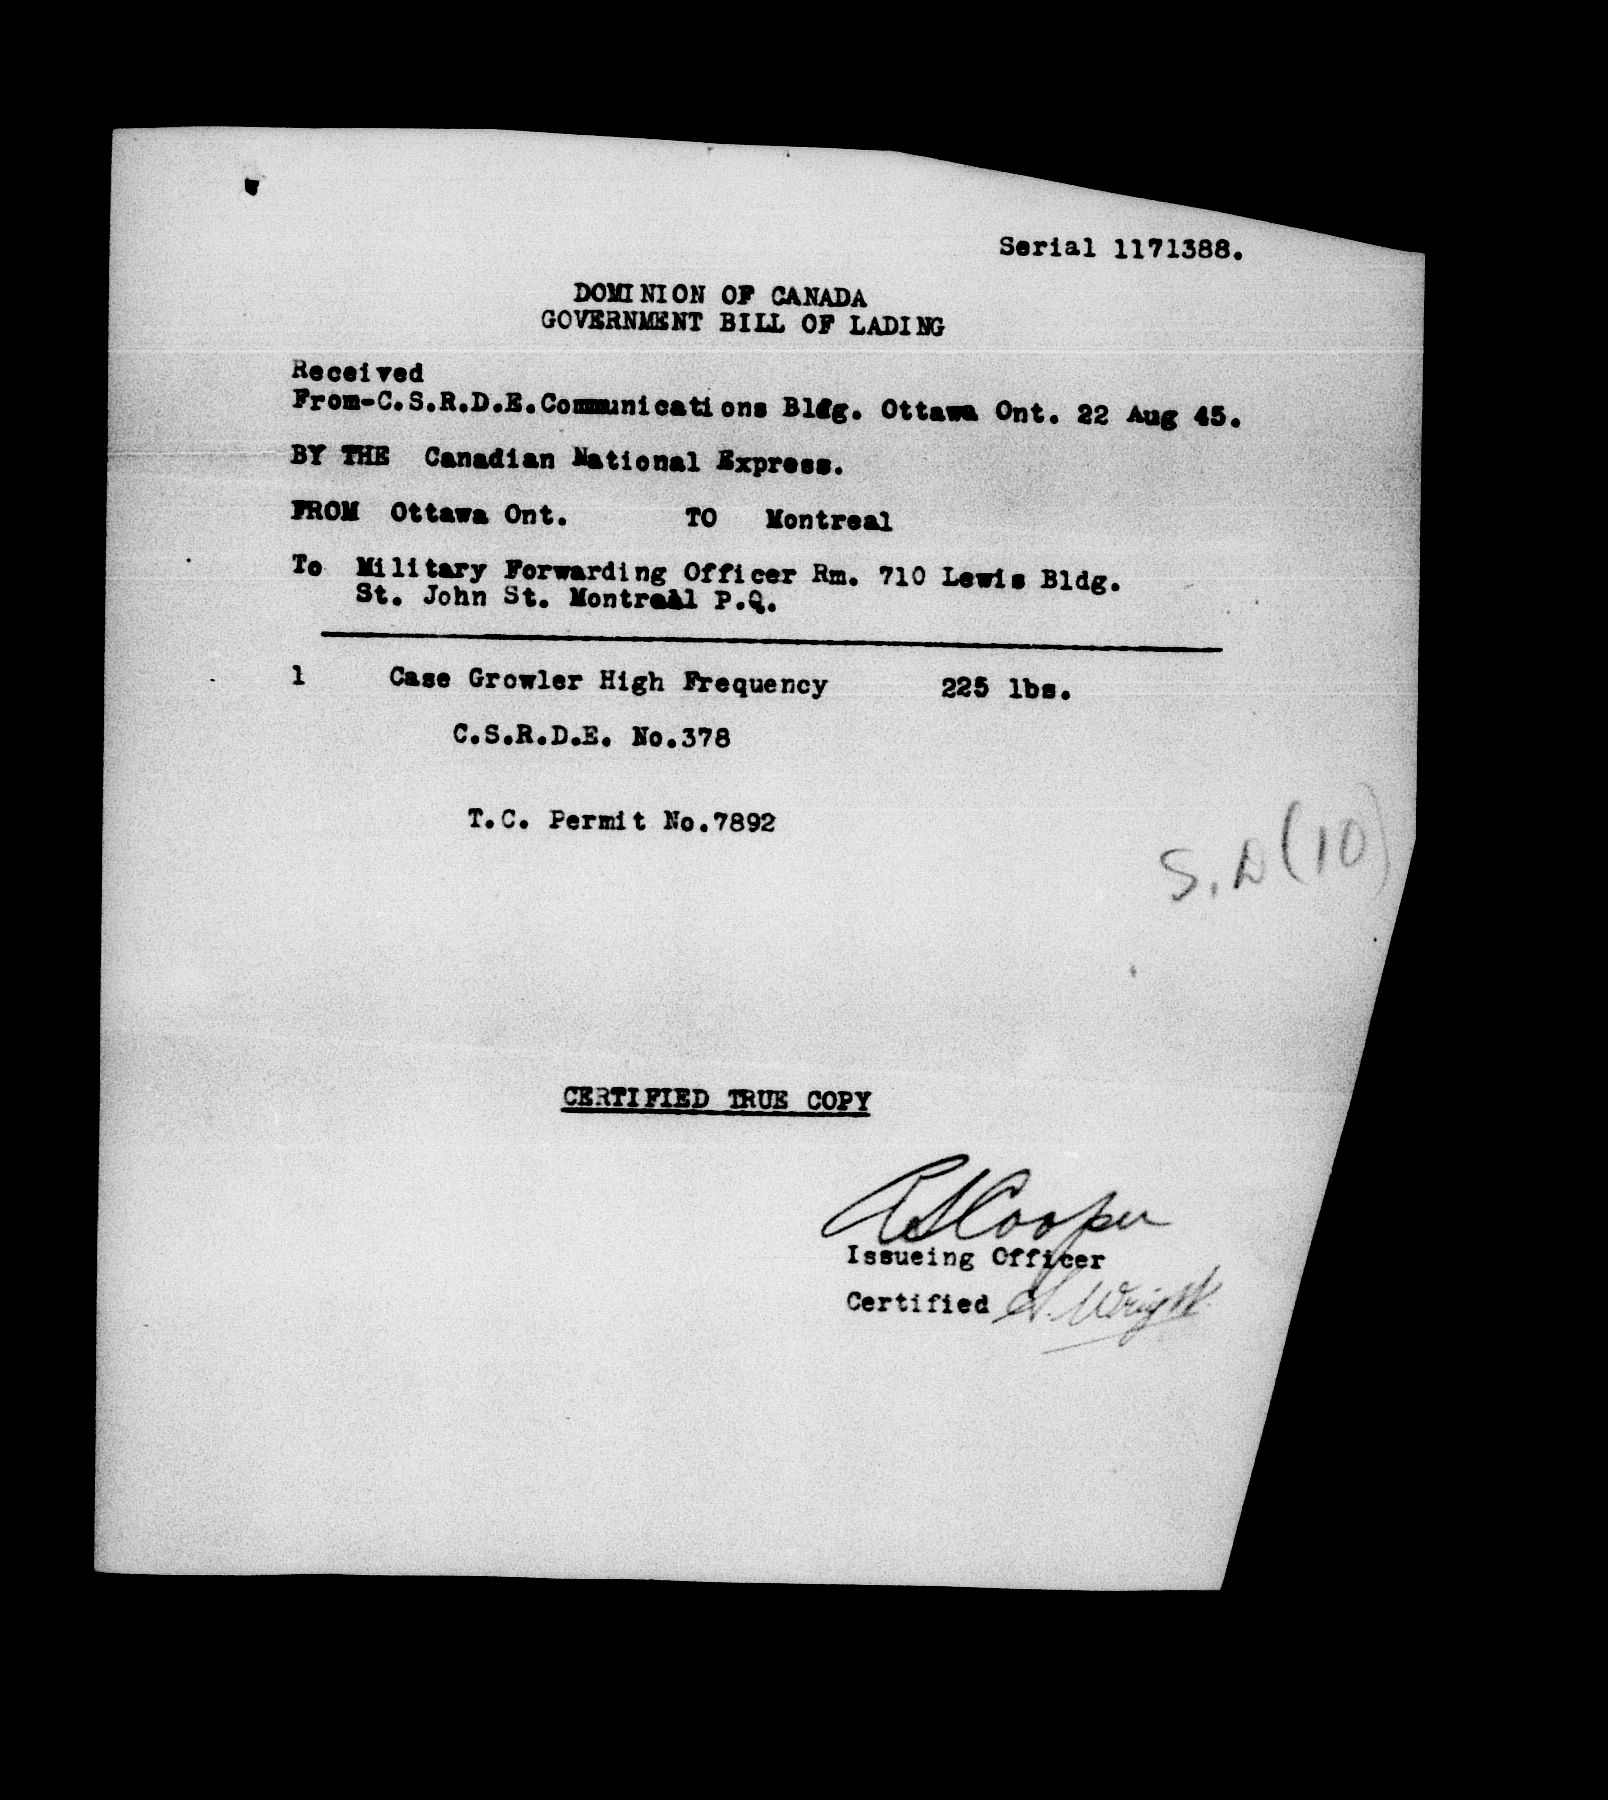 Serial 1171388.
DOMINION OF CANADA
GOVERNMENT BILL OF LADING
Received
From-C.S.R.D.E.Communications Bldg. Ottawa Ont. 22 Aug 45.
BY THE Canadian National Express.
FROM Ottawa Ont. TO Montreal
To Military Forwarding Officer Rm. 710 Lewis Bldg.
St. John St. Montreal P.Q.
1 Case Growler High Frequency 225 lbs.
C.S.R.D.E. No.378
T.C. Permit No.7892
S.D (10)
CERTIFIED TRUE COPY
RSCooper
Issueing Officer
Certified Wright